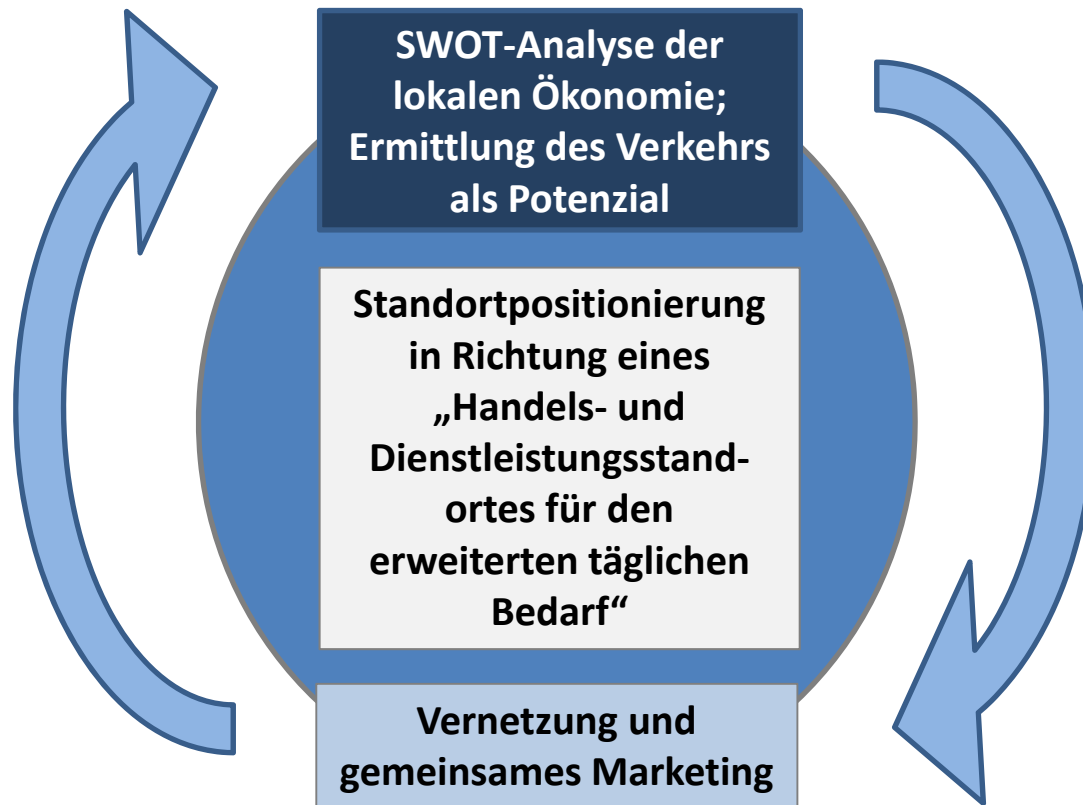 SWOT-Analyse der
lokalen Ökonomie;
Ermittlung des Verkehrs
als Potenzial
Standortpositionierung
in Richtung eines
„Handels- und
Dienstleistungsstand-
ortes für den
erweiterten täglichen
Bedarf“
Vernetzung und
gemeinsames Marketing